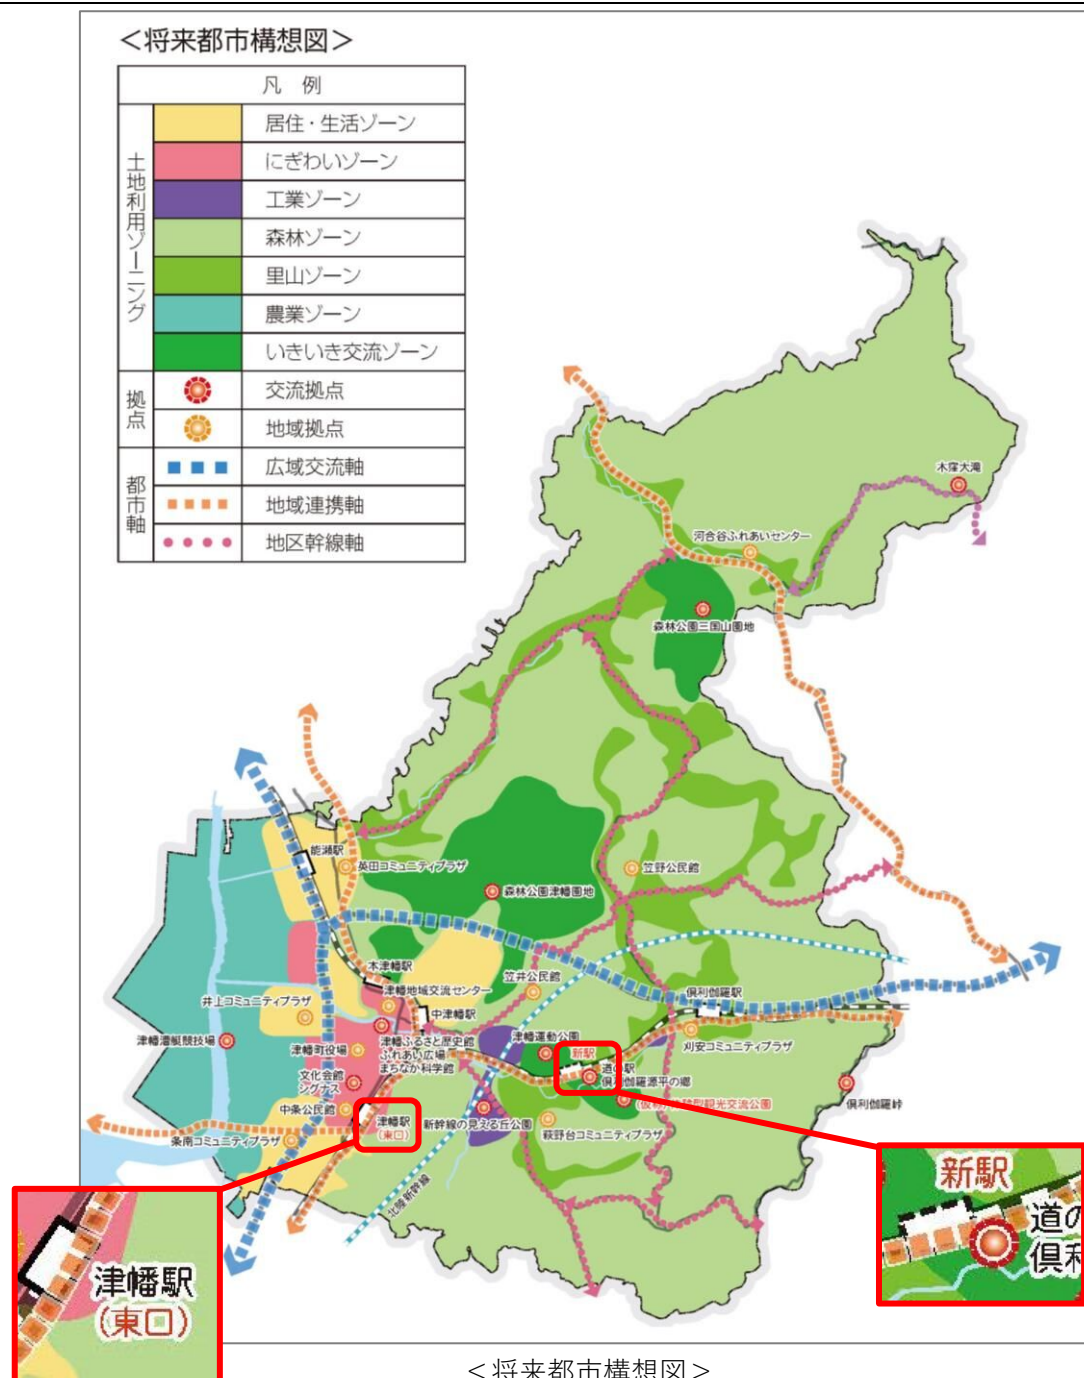 ＜将来都市構想図＞
凡 例
土地利用ゾーニング
居住・生活ゾーン
にぎわいゾーン
工業ゾーン
森林ゾーン
里山ゾーン
農業ゾーン
いきいき交流ゾーン
拠点
交流拠点
地域拠点
都市軸
広域交流軸
地域連携軸
地区幹線軸
木窪大滝
河合谷ふれあいセンター
森林公園三国山園地
能瀬駅
英田コミュニティプラザ
笠野公民館
森林公園津幡園地
本津幡駅
津幡地域交流センター
笠井公民館
倶利伽羅駅
井上コミュニティプラザ
中津幡駅
津幡運動公園
刈安コミュニティプラザ
津幡漕艇競技場
津幡町役場
津幡ふるさと歴史館
ふれあい広場
まちなか科学館
新駅
道の駅
倶利伽羅源平の郷
文化会館
シグナス
倶利伽羅峠
中条公民館
津幡駅
(東口)
新幹線の見える丘公園
萩野台コミュニティプラザ
条南コミュニティプラザ
北陸新幹線
新駅
道の
倶利
津幡駅
(東口)
＜将来都市構想図＞